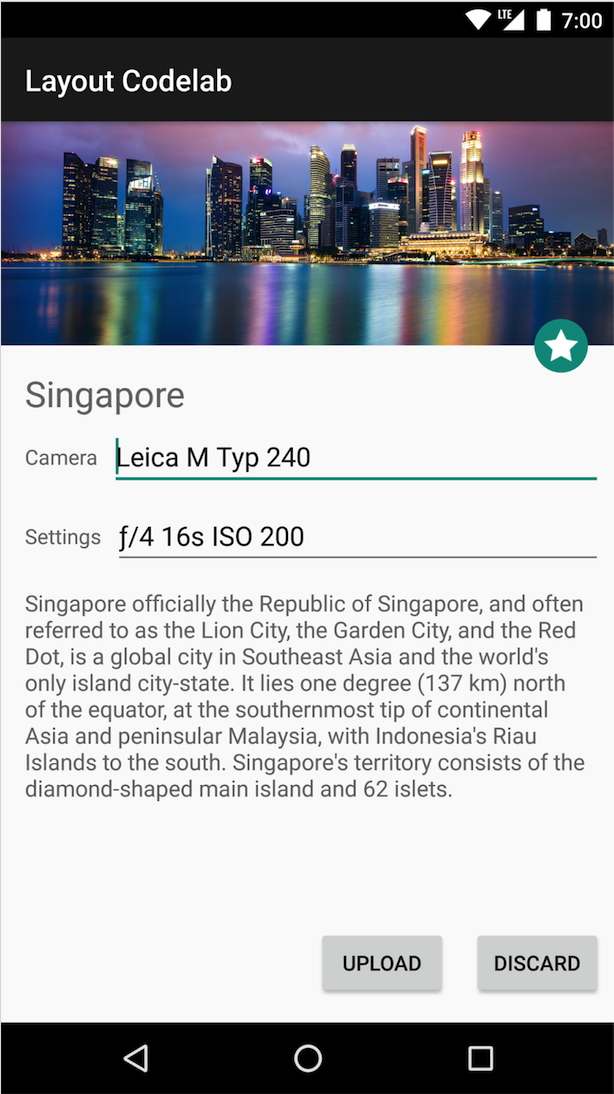 LTE 7:00
Layout Codelab
Singapore
Camera Leica M Typ 240
Settings ƒ/4 16s ISO 200
Singapore officially the Republic of Singapore, and often
referred to as the Lion City, the Garden City, and the Red
Dot, is a global city in Southeast Asia and the world's
only island city-state. It lies one degree (137 km) north
of the equator, at the southernmost tip of continental
Asia and peninsular Malaysia, with Indonesia's Riau
Islands to the south. Singapore's territory consists of the
diamond-shaped main island and 62 islets.
UPLOAD DISCARD